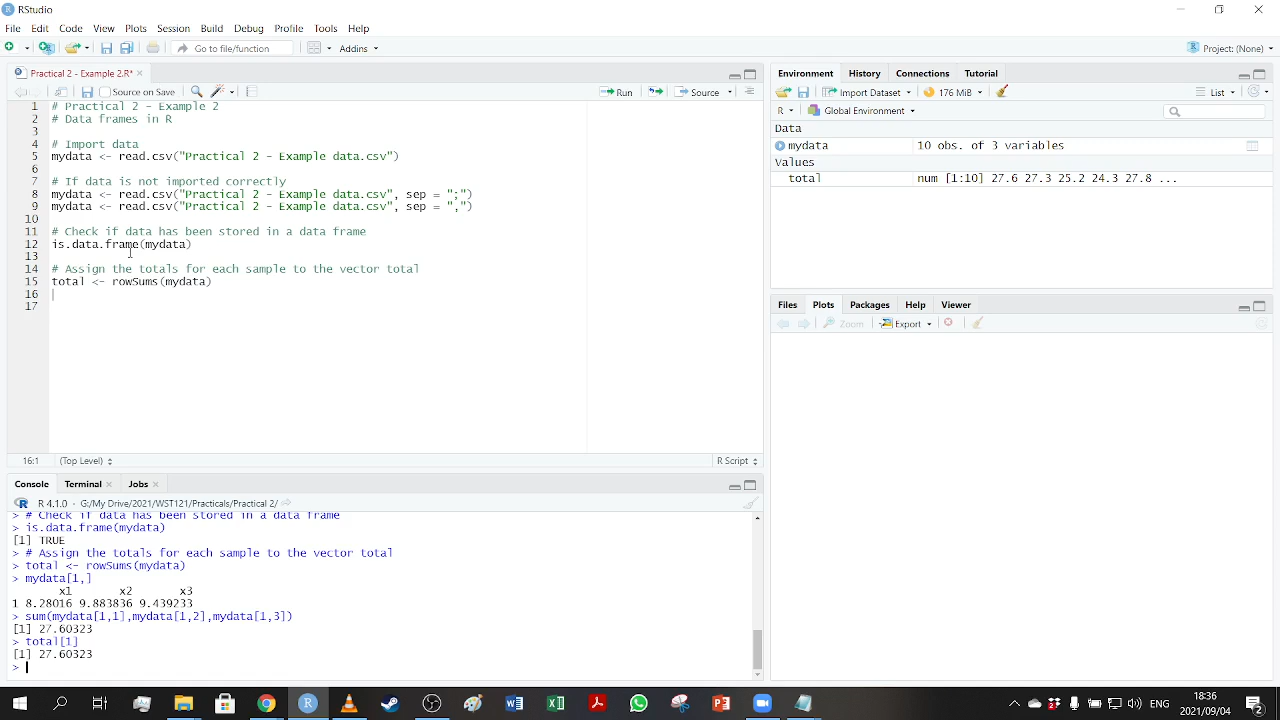 RStudio
File Edit Code View Plots Session Build Debug Profile Tools Help
Go to file/function Addins Project: (None)
Practical 2 - Example 2.R*
Source on Save Run Source
1 # Practical 2 - Example 2
2 # Data frames in R
3
4 # Import data
5 mydata <- read.csv("Practical 2 - Example data.csv")
6
7 # If data is not imported correctly
8 mydata <- read.csv("Practical 2 - Example data.csv", sep = ";")
9 mydata <- read.csv("Practical 2 - Example data.csv", sep = ",")
10
11 # Check if data has been stored in a data frame
12 is.data.frame(mydata)
13
14 # Assign the totals for each sample to the vector total
15 total <- rowSums(mydata)
16
17
16:1 (Top Level) R Script
Console Terminal Jobs
R 4.1.0 · G:/My Drive/2021/WST121/Practicals/Practical 2/
> # Check if data has been stored in a data frame
> is.data.frame(mydata)
[1] TRUE
> # Assign the totals for each sample to the vector total
> total <- rowSums(mydata)
> mydata[1,]
x1 x2 x3
1 8.28016 9.883836 9.439233
> sum(mydata[1,1],mydata[1,2],mydata[1,3])
[1] 27.60323
> total[1]
[1] 27.60323
>
Environment History Connections Tutorial
Import Dataset 176 MiB List
R Global Environment
Data
mydata 10 obs. of 3 variables
Values
total num [1:10] 27.6 27.3 25.2 24.3 27.8 ...
Files Plots Packages Help Viewer
Zoom Export
ENG
18:36
2021/09/04
2